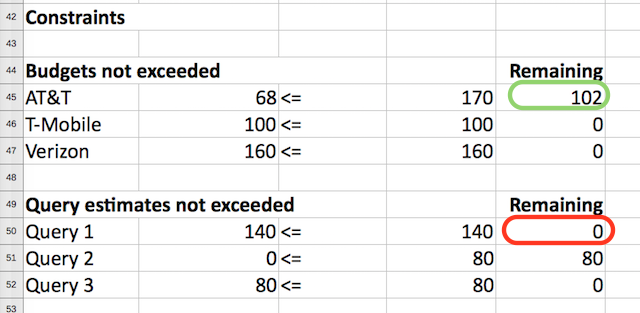 42 Constraints
43
44 Budgets not exceeded Remaining
45 AT&T 68 <= 170 102
46 T-Mobile 100 <= 100 0
47 Verizon 160 <= 160 0
48
49 Query estimates not exceeded Remaining
50 Query 1 140 <= 140 0
51 Query 2 0 <= 80 80
52 Query 3 80 <= 80 0
53